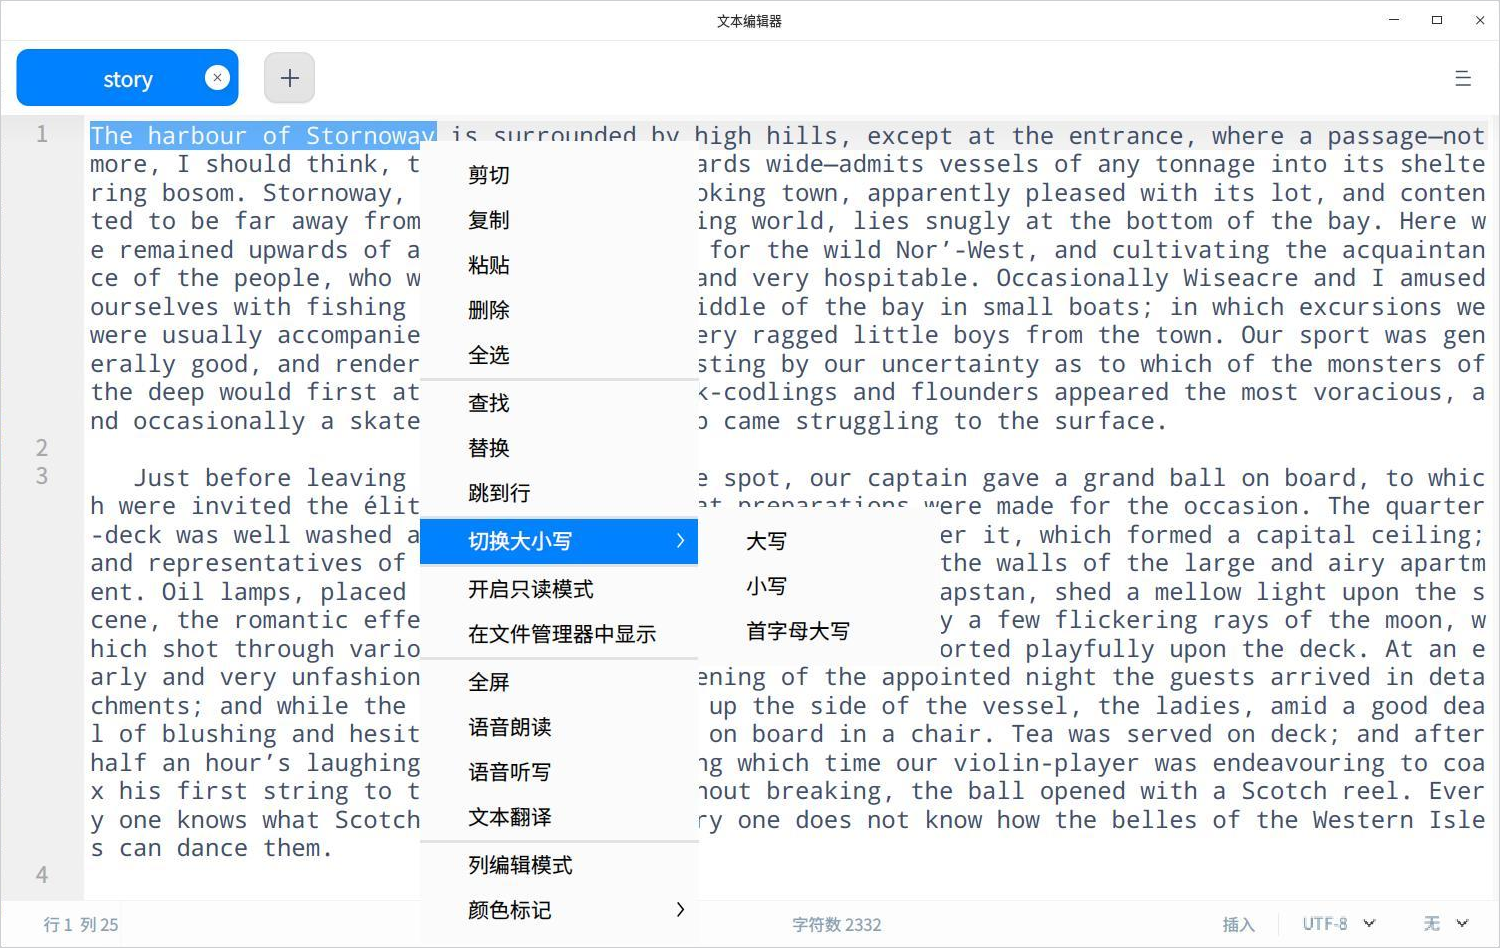 文本编辑器
story
1
The harbour of Stornoway is surrounded by high hills, except at the entrance, where a passage—not
more, I should think, t ards wide—admits vessels of any tonnage into its shelte
ring bosom. Stornoway, oking town, apparently pleased with its lot, and conten
ted to be far away from ing world, lies snugly at the bottom of the bay. Here w
e remained upwards of a for the wild Nor’-West, and cultivating the acquaintan
ce of the people, who w and very hospitable. Occasionally Wiseacre and I amused
ourselves with fishing iddle of the bay in small boats; in which excursions we
were usually accompanie ery ragged little boys from the town. Our sport was gen
erally good, and render sting by our uncertainty as to which of the monsters of
the deep would first at k-codlings and flounders appeared the most voracious, a
nd occasionally a skate p came struggling to the surface.
2
3
Just before leaving e spot, our captain gave a grand ball on board, to whic
h were invited the élit at preparations were made for the occasion. The quarter
-deck was well washed a er it, which formed a capital ceiling;
and representatives of the walls of the large and airy apartm
ent. Oil lamps, placed apstan, shed a mellow light upon the s
cene, the romantic effe y a few flickering rays of the moon, w
hich shot through vario orted playfully upon the deck. At an e
arly and very unfashion ening of the appointed night the guests arrived in deta
chments; and while the up the side of the vessel, the ladies, amid a good dea
l of blushing and hesit on board in a chair. Tea was served on deck; and after
half an hour’s laughing ng which time our violin-player was endeavouring to coa
x his first string to t hout breaking, the ball opened with a Scotch reel. Ever
y one knows what Scotch ry one does not know how the belles of the Western Isle
s can dance them.
4
剪切
复制
粘贴
删除
全选
查找
替换
跳到行
切换大小写
大写
小写
首字母大写
开启只读模式
在文件管理器中显示
全屏
语音朗读
语音听写
文本翻译
列编辑模式
颜色标记
行 1 列 25
字符数 2332
插入
UTF-8
无